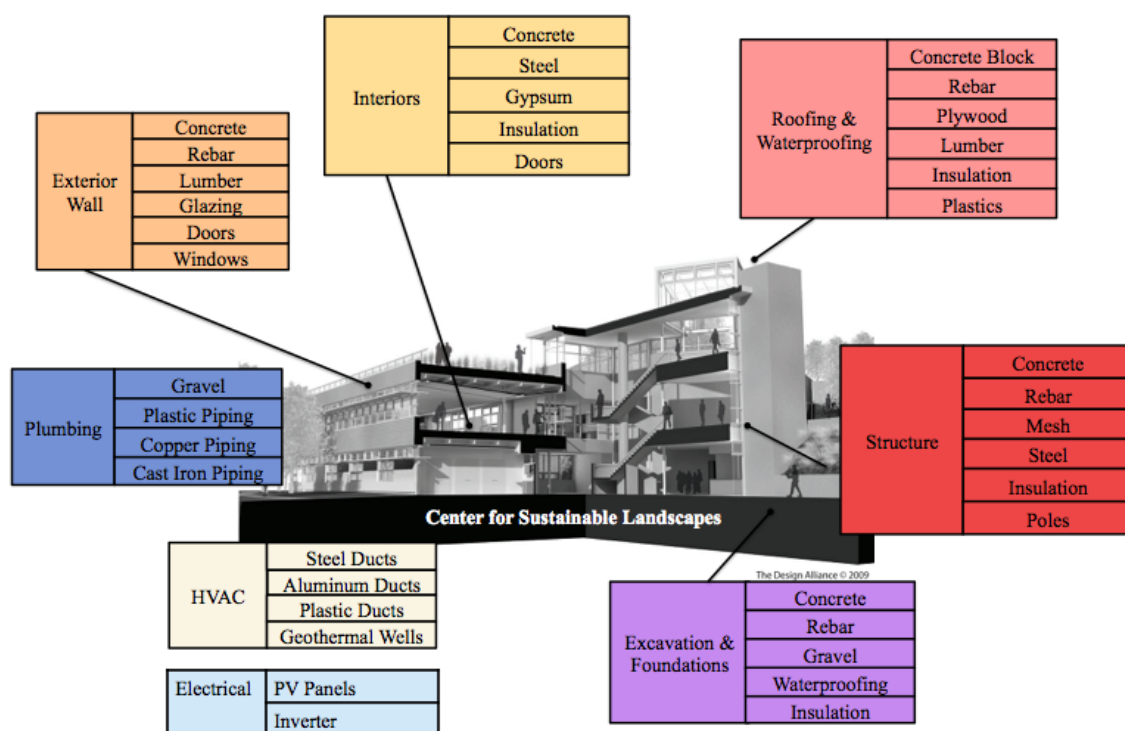 Interiors
Concrete
Steel
Gypsum
Insulation
Doors
Roofing &
Waterproofing
Concrete Block
Rebar
Plywood
Lumber
Insulation
Plastics
Exterior
Wall
Concrete
Rebar
Lumber
Glazing
Doors
Windows
Plumbing
Gravel
Plastic Piping
Copper Piping
Cast Iron Piping
Structure
Concrete
Rebar
Mesh
Steel
Insulation
Poles
Center for Sustainable Landscapes
The Design Alliance © 2009
HVAC
Steel Ducts
Aluminum Ducts
Plastic Ducts
Geothermal Wells
Excavation &
Foundations
Concrete
Rebar
Gravel
Waterproofing
Insulation
Electrical
PV Panels
Inverter